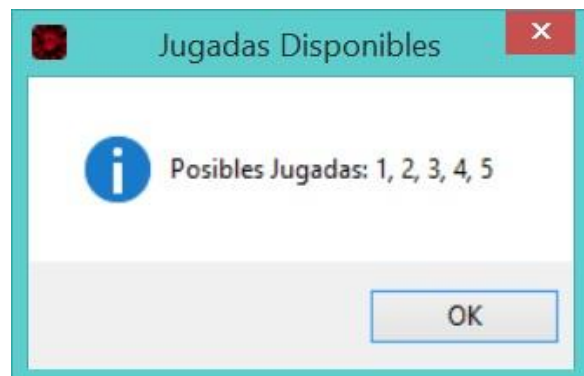 Jugadas Disponibles
Posibles Jugadas: 1, 2, 3, 4, 5
OK